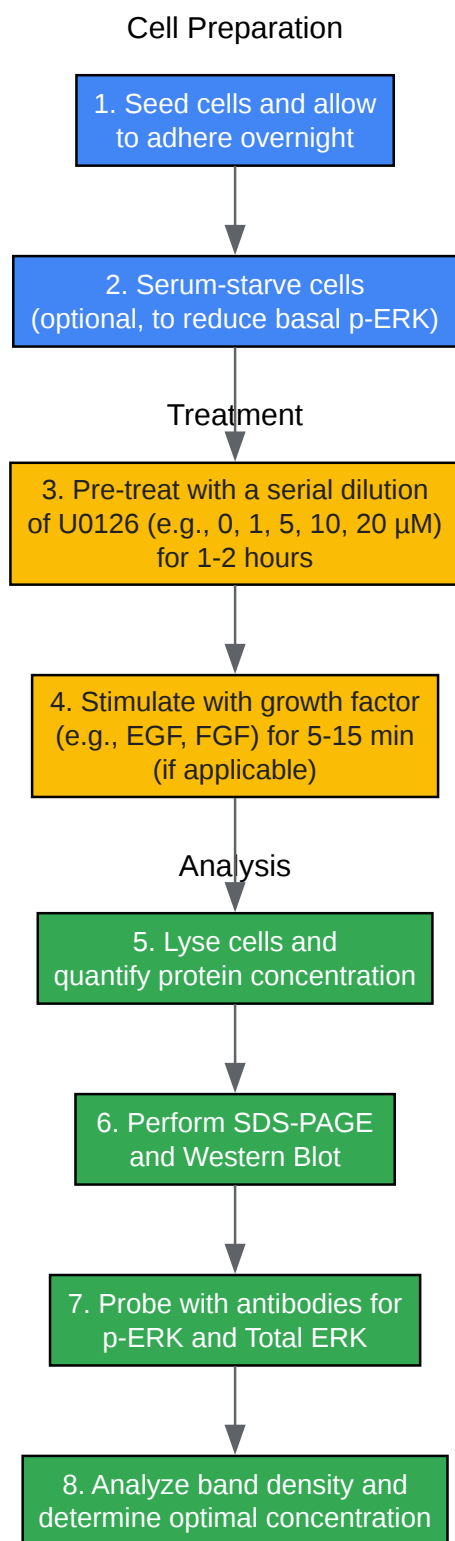 Cell Preparation
1. Seed cells and allow
to adhere overnight
2. Serum-starve cells
(optional, to reduce basal p-ERK)
Treatment
3. Pre-treat with a serial dilution
of U0126 (e.g., 0, 1, 5, 10, 20 µM)
for 1-2 hours
4. Stimulate with growth factor
(e.g., EGF, FGF) for 5-15 min
(if applicable)
Analysis
5. Lyse cells and
quantify protein concentration
6. Perform SDS-PAGE
and Western Blot
7. Probe with antibodies for
p-ERK and Total ERK
8. Analyze band density and
determine optimal concentration